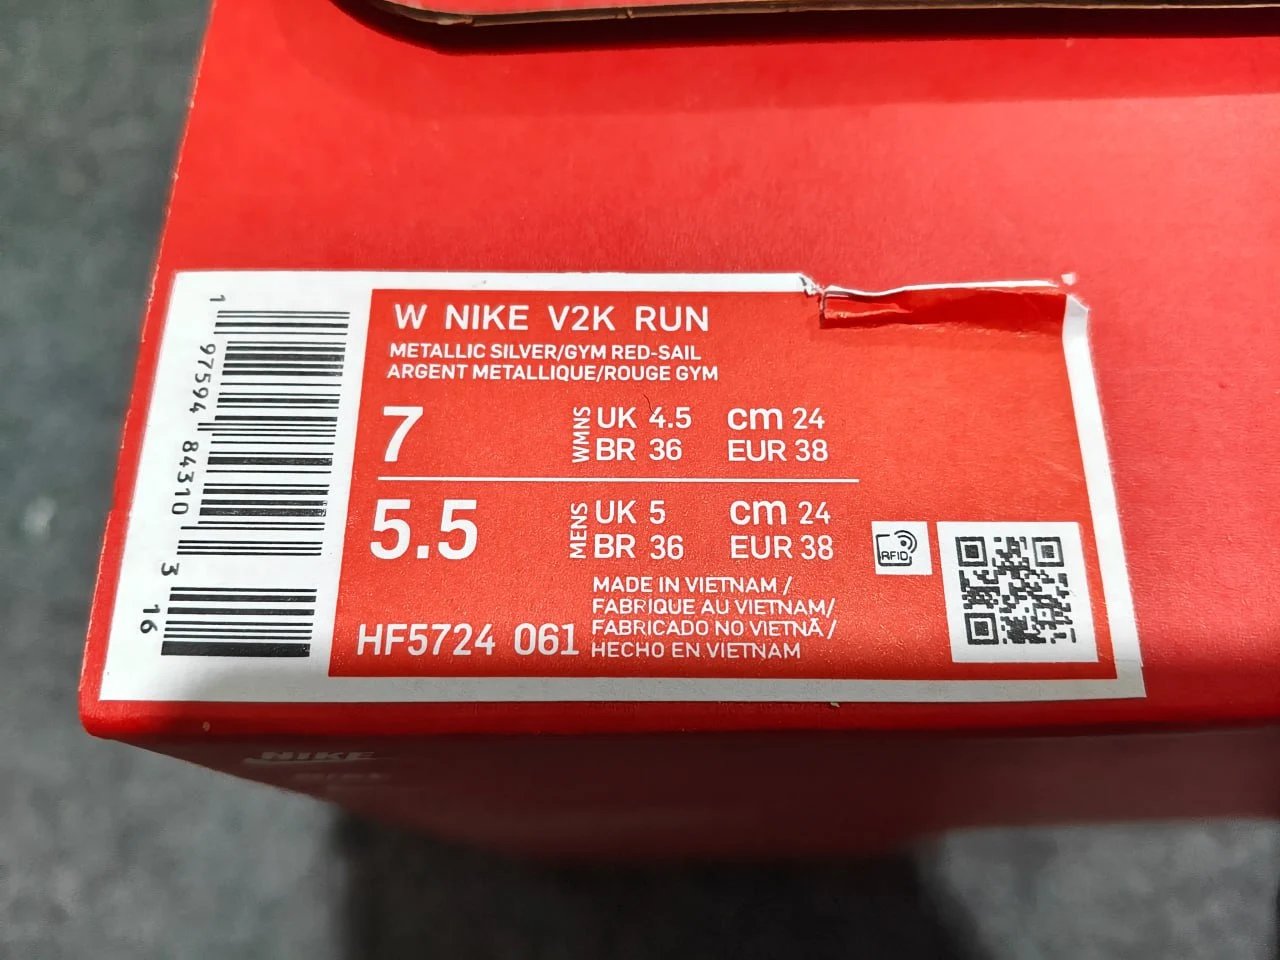 W NIKE V2K RUN
METALLIC SILVER/GYM RED-SAIL
ARGENT METALLIQUE/ROUGE GYM
7
WMNS
UK 4.5 cm 24
BR 36 EUR 38
5.5
MENS
UK 5 cm 24
BR 36 EUR 38
HF5724 061
MADE IN VIETNAM /
FABRIQUE AU VIETNAM/
FABRICADO NO VIETNÃ /
HECHO EN VIETNAM
RFID
1 97594 84310 3 16
NIKE